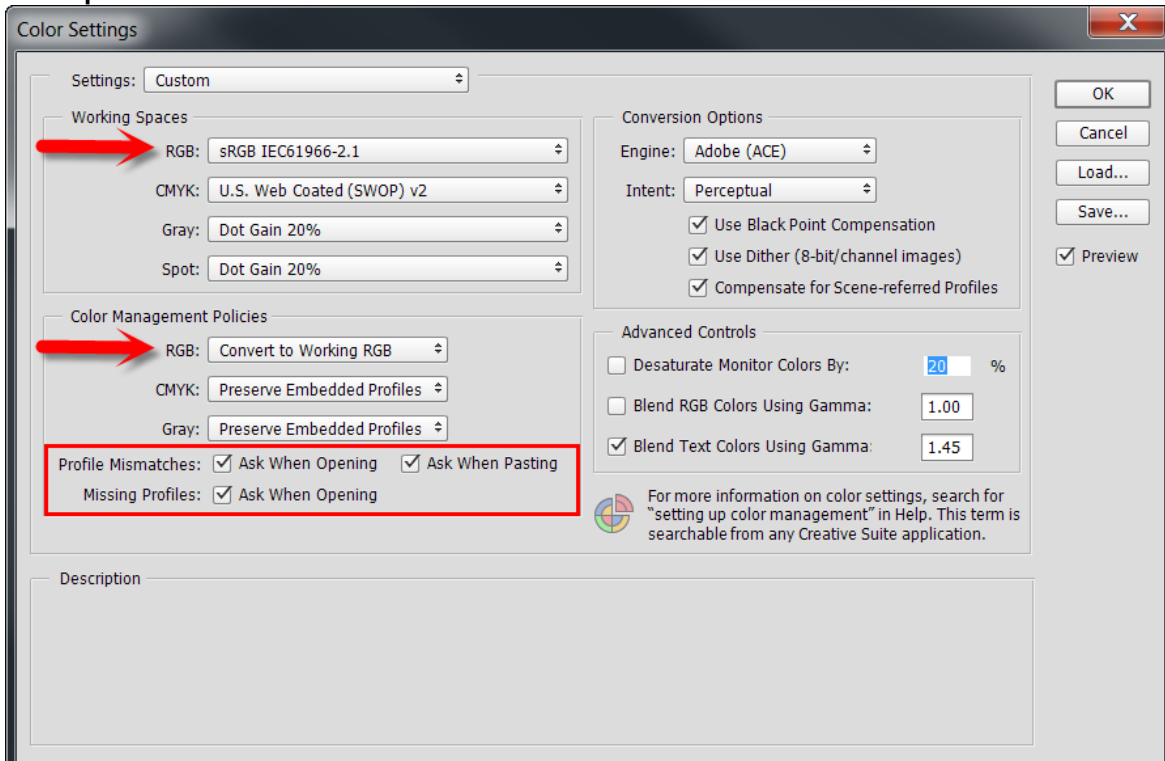 Color Settings
X
Settings: Custom
Working Spaces
RGB: sRGB IEC61966-2.1
CMYK: U.S. Web Coated (SWOP) v2
Gray: Dot Gain 20%
Spot: Dot Gain 20%
Color Management Policies
RGB: Convert to Working RGB
CMYK: Preserve Embedded Profiles
Gray: Preserve Embedded Profiles
Profile Mismatches: Ask When Opening Ask When Pasting
Missing Profiles: Ask When Opening
Conversion Options
Engine: Adobe (ACE)
Intent: Perceptual
Use Black Point Compensation
Use Dither (8-bit/channel images)
Compensate for Scene-referred Profiles
Advanced Controls
Desaturate Monitor Colors By: 20 %
Blend RGB Colors Using Gamma: 1.00
Blend Text Colors Using Gamma: 1.45
For more information on color settings, search for
"setting up color management" in Help. This term is
searchable from any Creative Suite application.
OK
Cancel
Load...
Save...
Preview
Description